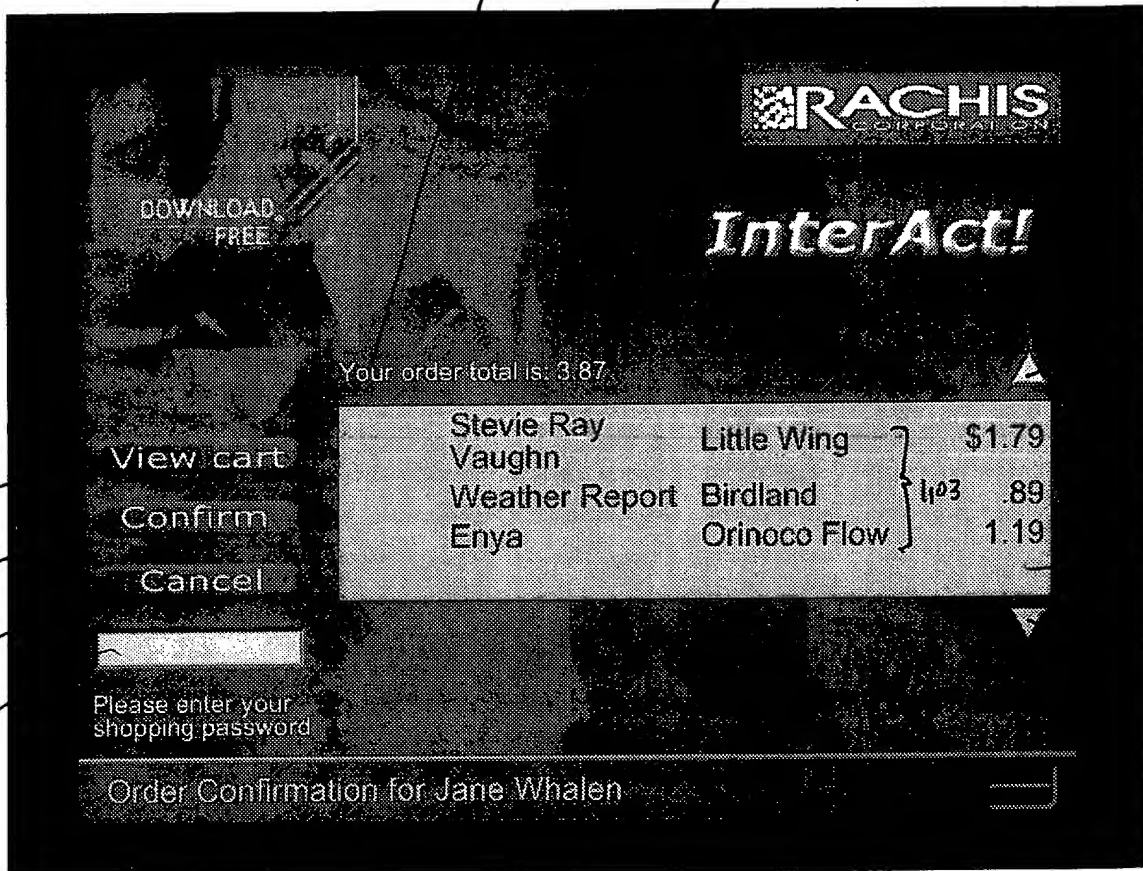 RACHIS
CORPORATION
DOWNLOAD
FREE
InterAct!
Your order total is: 3.87
Stevie Ray Vaughn Little Wing $1.79
Weather Report Birdland 1103 .89
Enya Orinoco Flow 1.19
View cart
Confirm
Cancel
Please enter your
shopping password
Order Confirmation for Jane Whalen